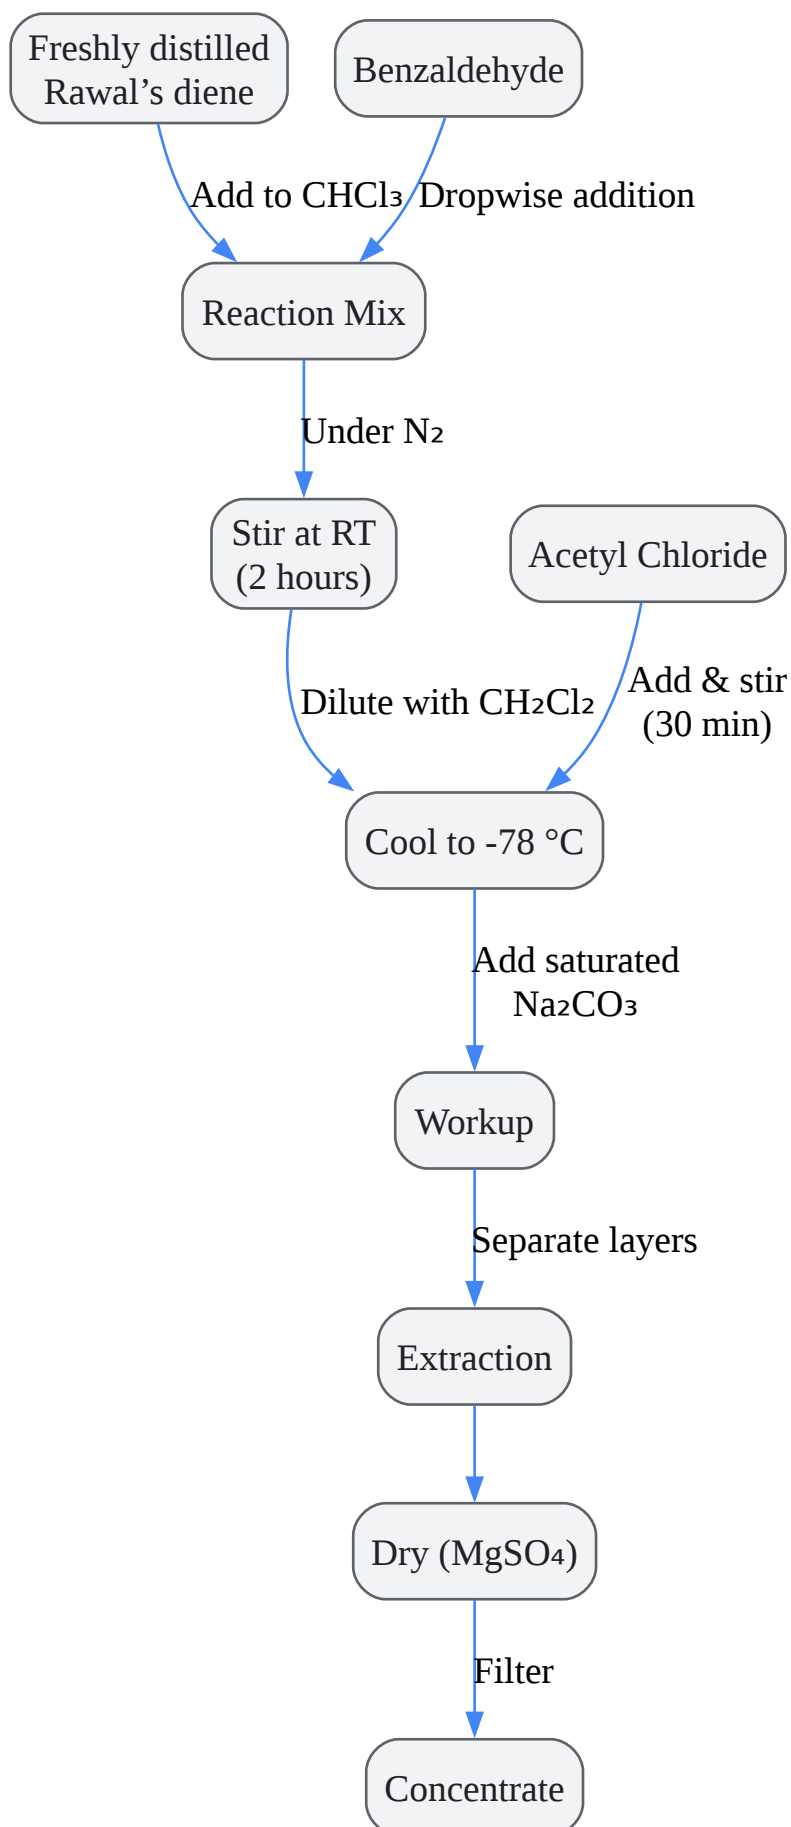 Freshly distilled
Rawal’s diene
Benzaldehyde
Add to CHCl₃
Dropwise addition
Reaction Mix
Under N₂
Stir at RT
(2 hours)
Acetyl Chloride
Dilute with CH₂Cl₂
Add & stir
(30 min)
Cool to -78 °C
Add saturated
Na₂CO₃
Workup
Separate layers
Extraction
Dry (MgSO₄)
Filter
Concentrate